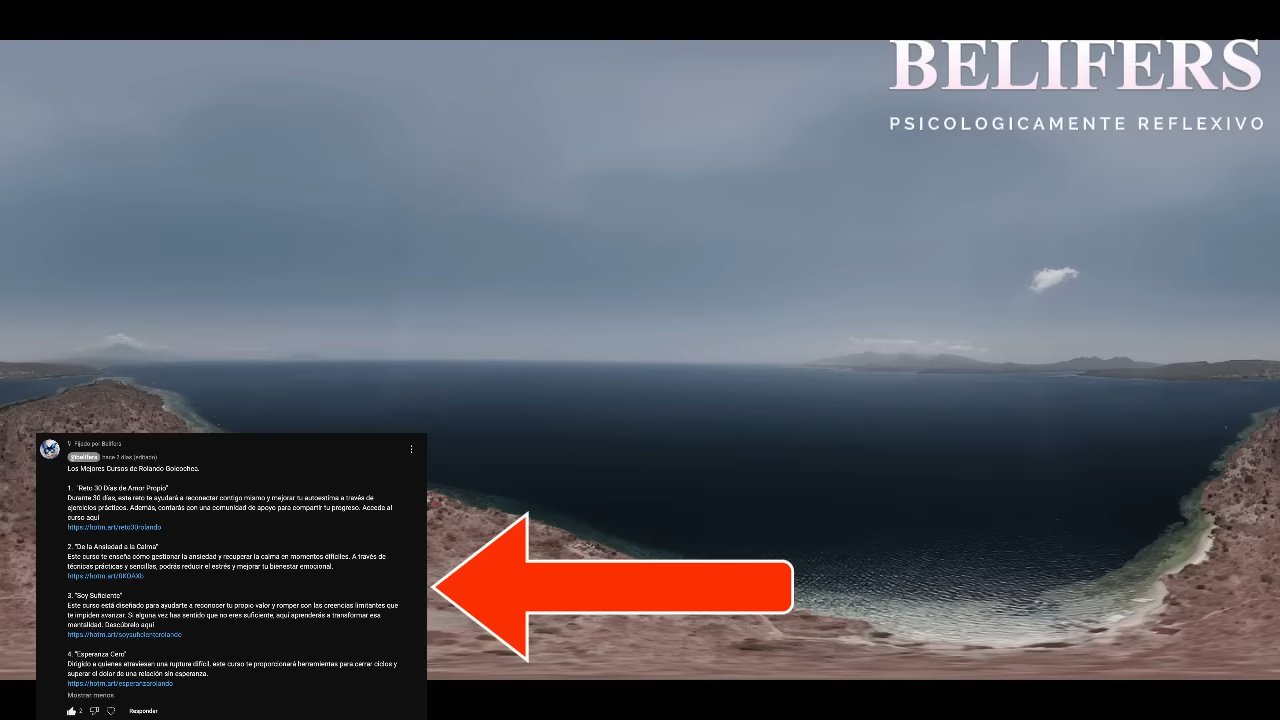 BELIFERS
PSICOLOGICAMENTE REFLEXIVO
Fijado por Belifers
@belifers hace 2 días (editado)
Los Mejores Cursos de Rolando Goicochea.
1. "Reto 30 Días de Amor Propio"
Durante 30 días, este reto te ayudará a reconectar contigo mismo y mejorar tu autoestima a través de
ejercicios prácticos. Además, contarás con una comunidad de apoyo para compartir tu progreso. Accede al
curso aquí
https://hotm.art/reto30rolando
2. "De la Ansiedad a la Calma"
Este curso te enseña cómo gestionar la ansiedad y recuperar la calma en momentos difíciles. A través de
técnicas prácticas y sencillas, podrás reducir el estrés y mejorar tu bienestar emocional.
https://hotm.art/0KOAXb
3. "Soy Suficiente"
Este curso está diseñado para ayudarte a reconocer tu propio valor y romper con las creencias limitantes que
te impiden avanzar. Si alguna vez has sentido que no eres suficiente, aquí aprenderás a transformar esa
mentalidad. Descúbrelo aquí
https://hotm.art/soysuficienterolando
4. "Esperanza Cero"
Dirigido a quienes atraviesan una ruptura difícil, este curso te proporcionará herramientas para cerrar ciclos y
superar el dolor de una relación sin esperanza.
https://hotm.art/esperanzarolando
Mostrar menos
2 Responder